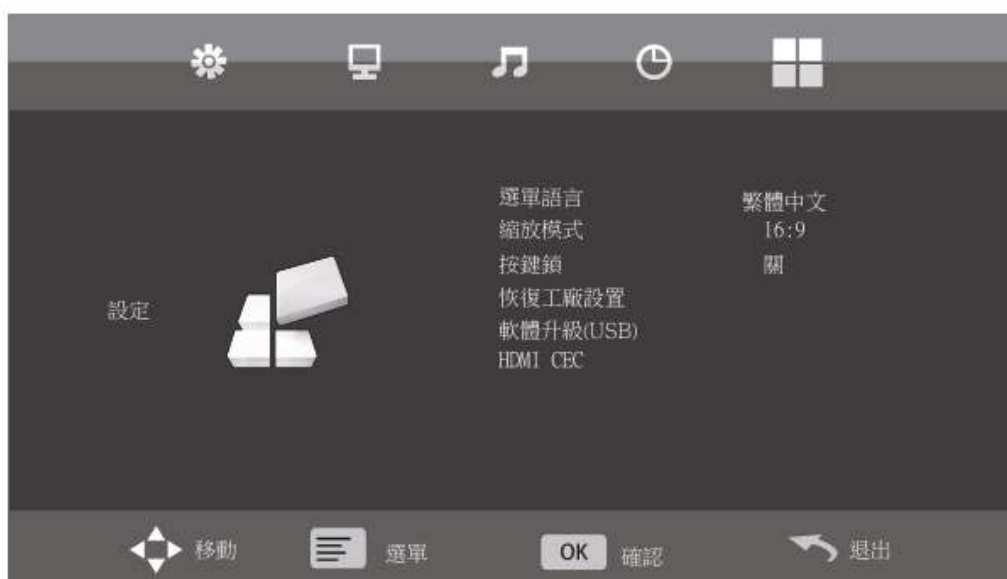 設定
選單語言 繁體中文
縮放模式 16:9
按鍵鎖 關
恢復工廠設置
軟體升級(USB)
HDMI CEC
移動 選單 OK 確認 退出